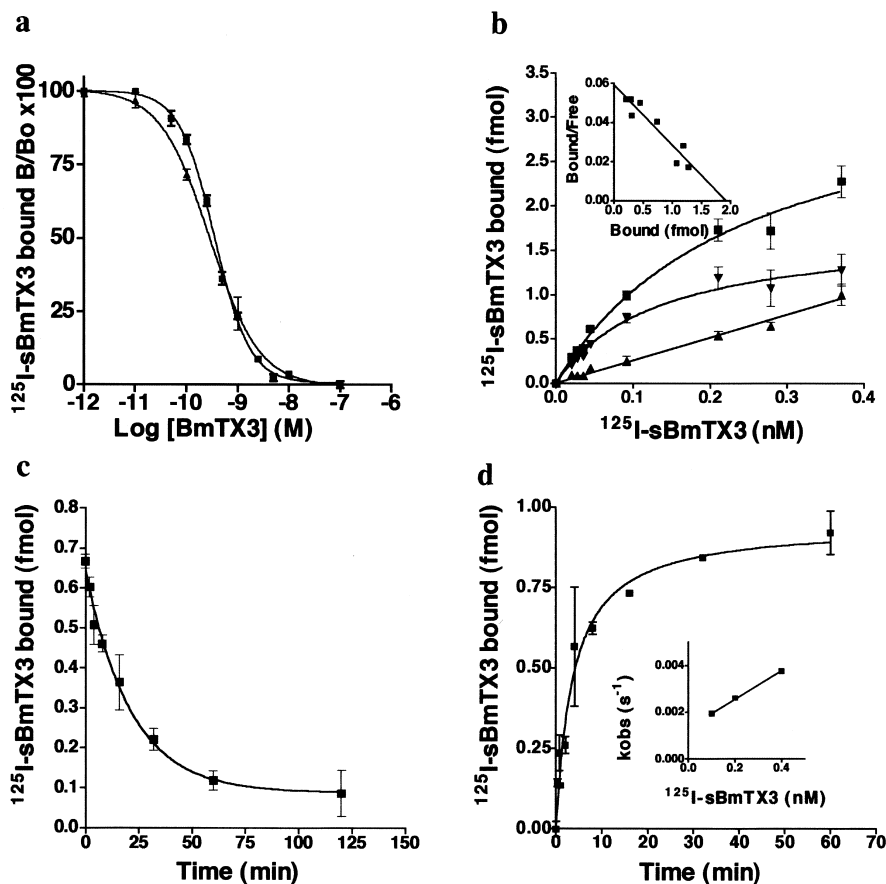 a
¹²⁵I-sBmTX3 bound B/Bo x100
100
75
50
25
0
-12 -11 -10 -9 -8 -7 -6
Log [BmTX3] (M)
b
¹²⁵I-sBmTX3 bound (fmol)
3.5
3.0
2.5
2.0
1.5
1.0
0.5
0.0
0.0 0.1 0.2 0.3 0.4
¹²⁵I-sBmTX3 (nM)
Bound/Free
0.06
0.04
0.02
0.00
0.0 0.5 1.0 1.5 2.0
Bound (fmol)
c
¹²⁵I-sBmTX3 bound (fmol)
0.8
0.7
0.6
0.5
0.4
0.3
0.2
0.1
0.0
0 25 50 75 100 125 150
Time (min)
d
¹²⁵I-sBmTX3 bound (fmol)
1.00
0.75
0.50
0.25
0.00
0 10 20 30 40 50 60 70
Time (min)
kobs (s⁻¹)
0.004
0.002
0.000
0.0 0.2 0.4
¹²⁵I-sBmTX3 (nM)